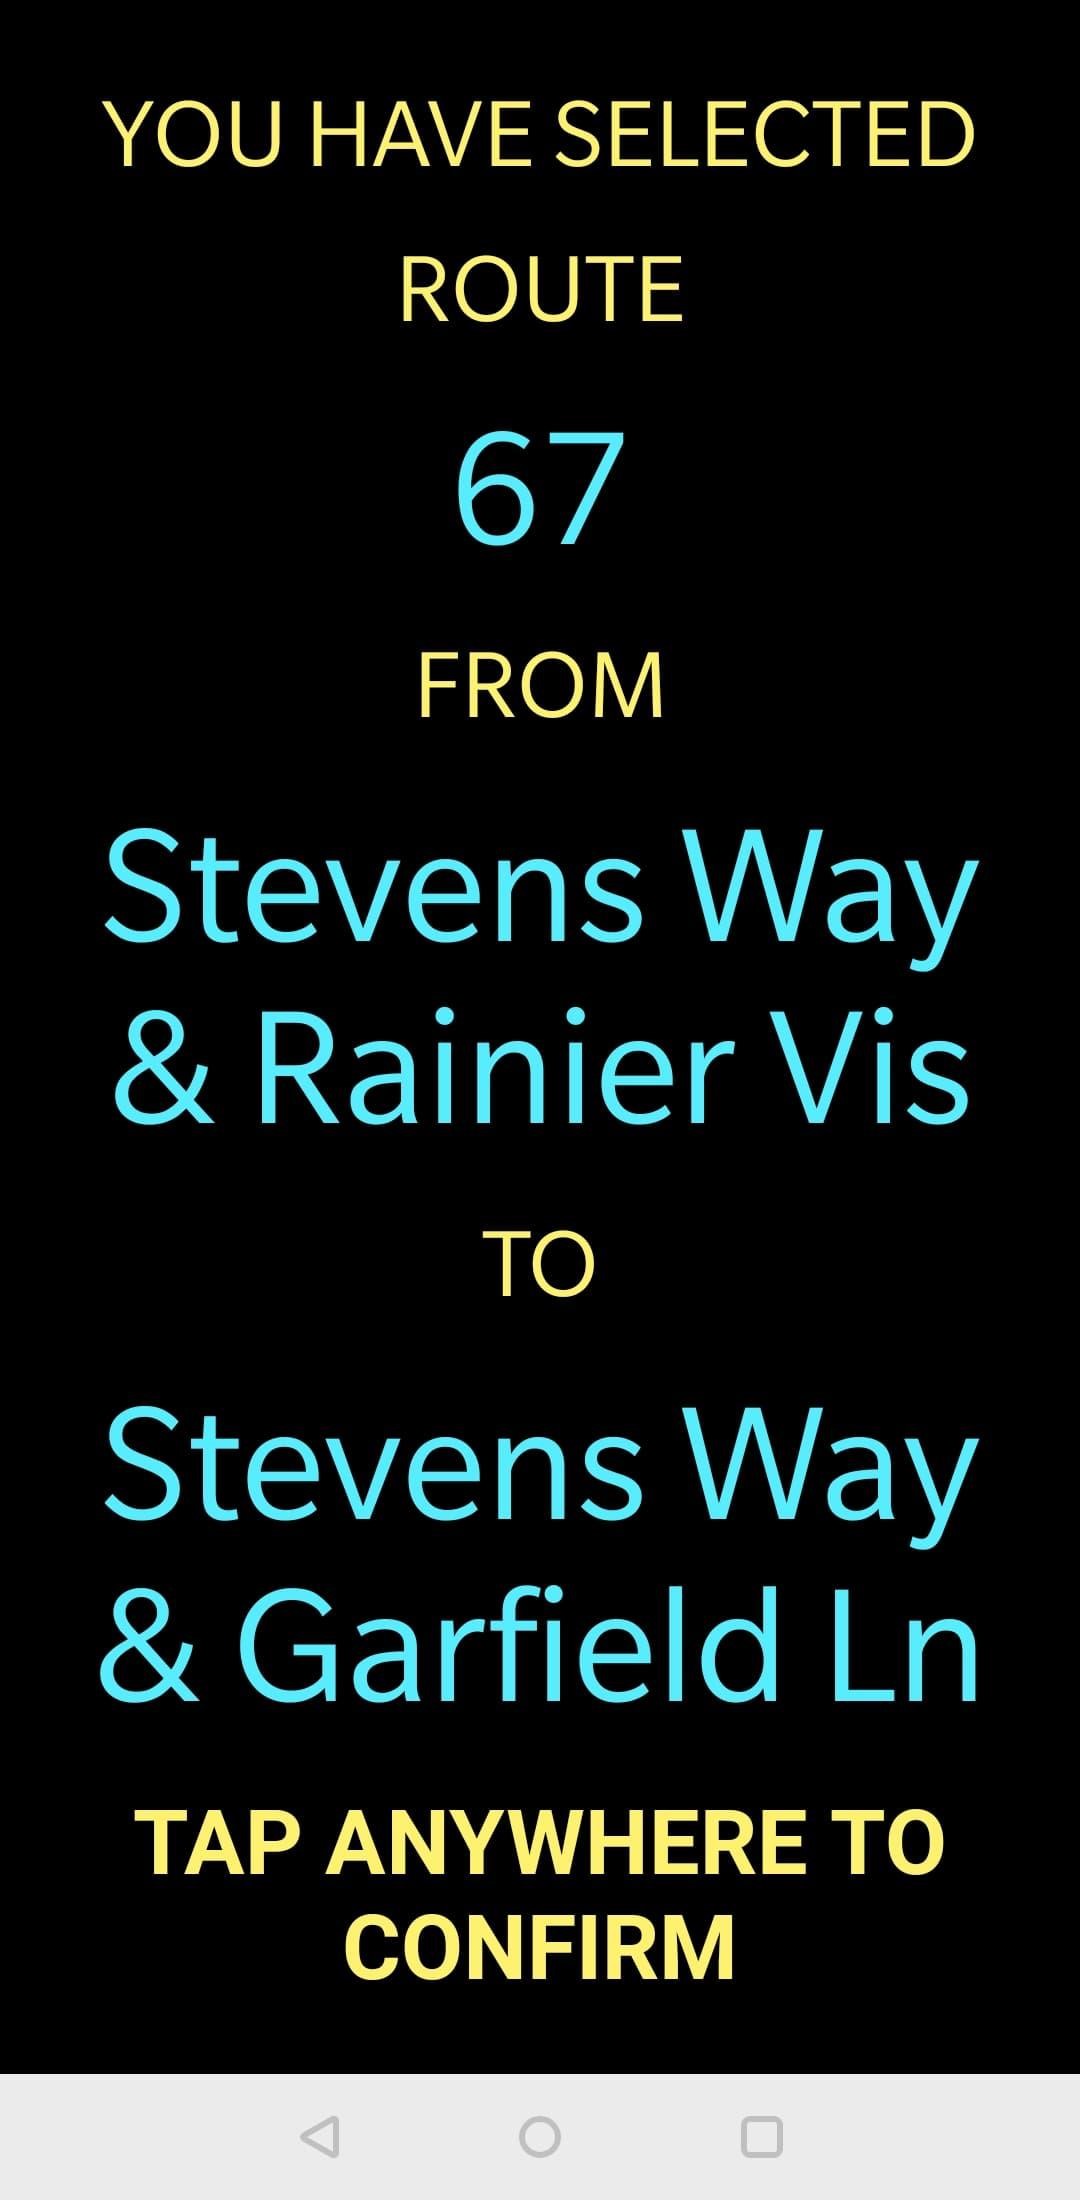 YOU HAVE SELECTED
ROUTE
67
FROM
Stevens Way
& Rainier Vis
TO
Stevens Way
& Garfield Ln
TAP ANYWHERE TO
CONFIRM